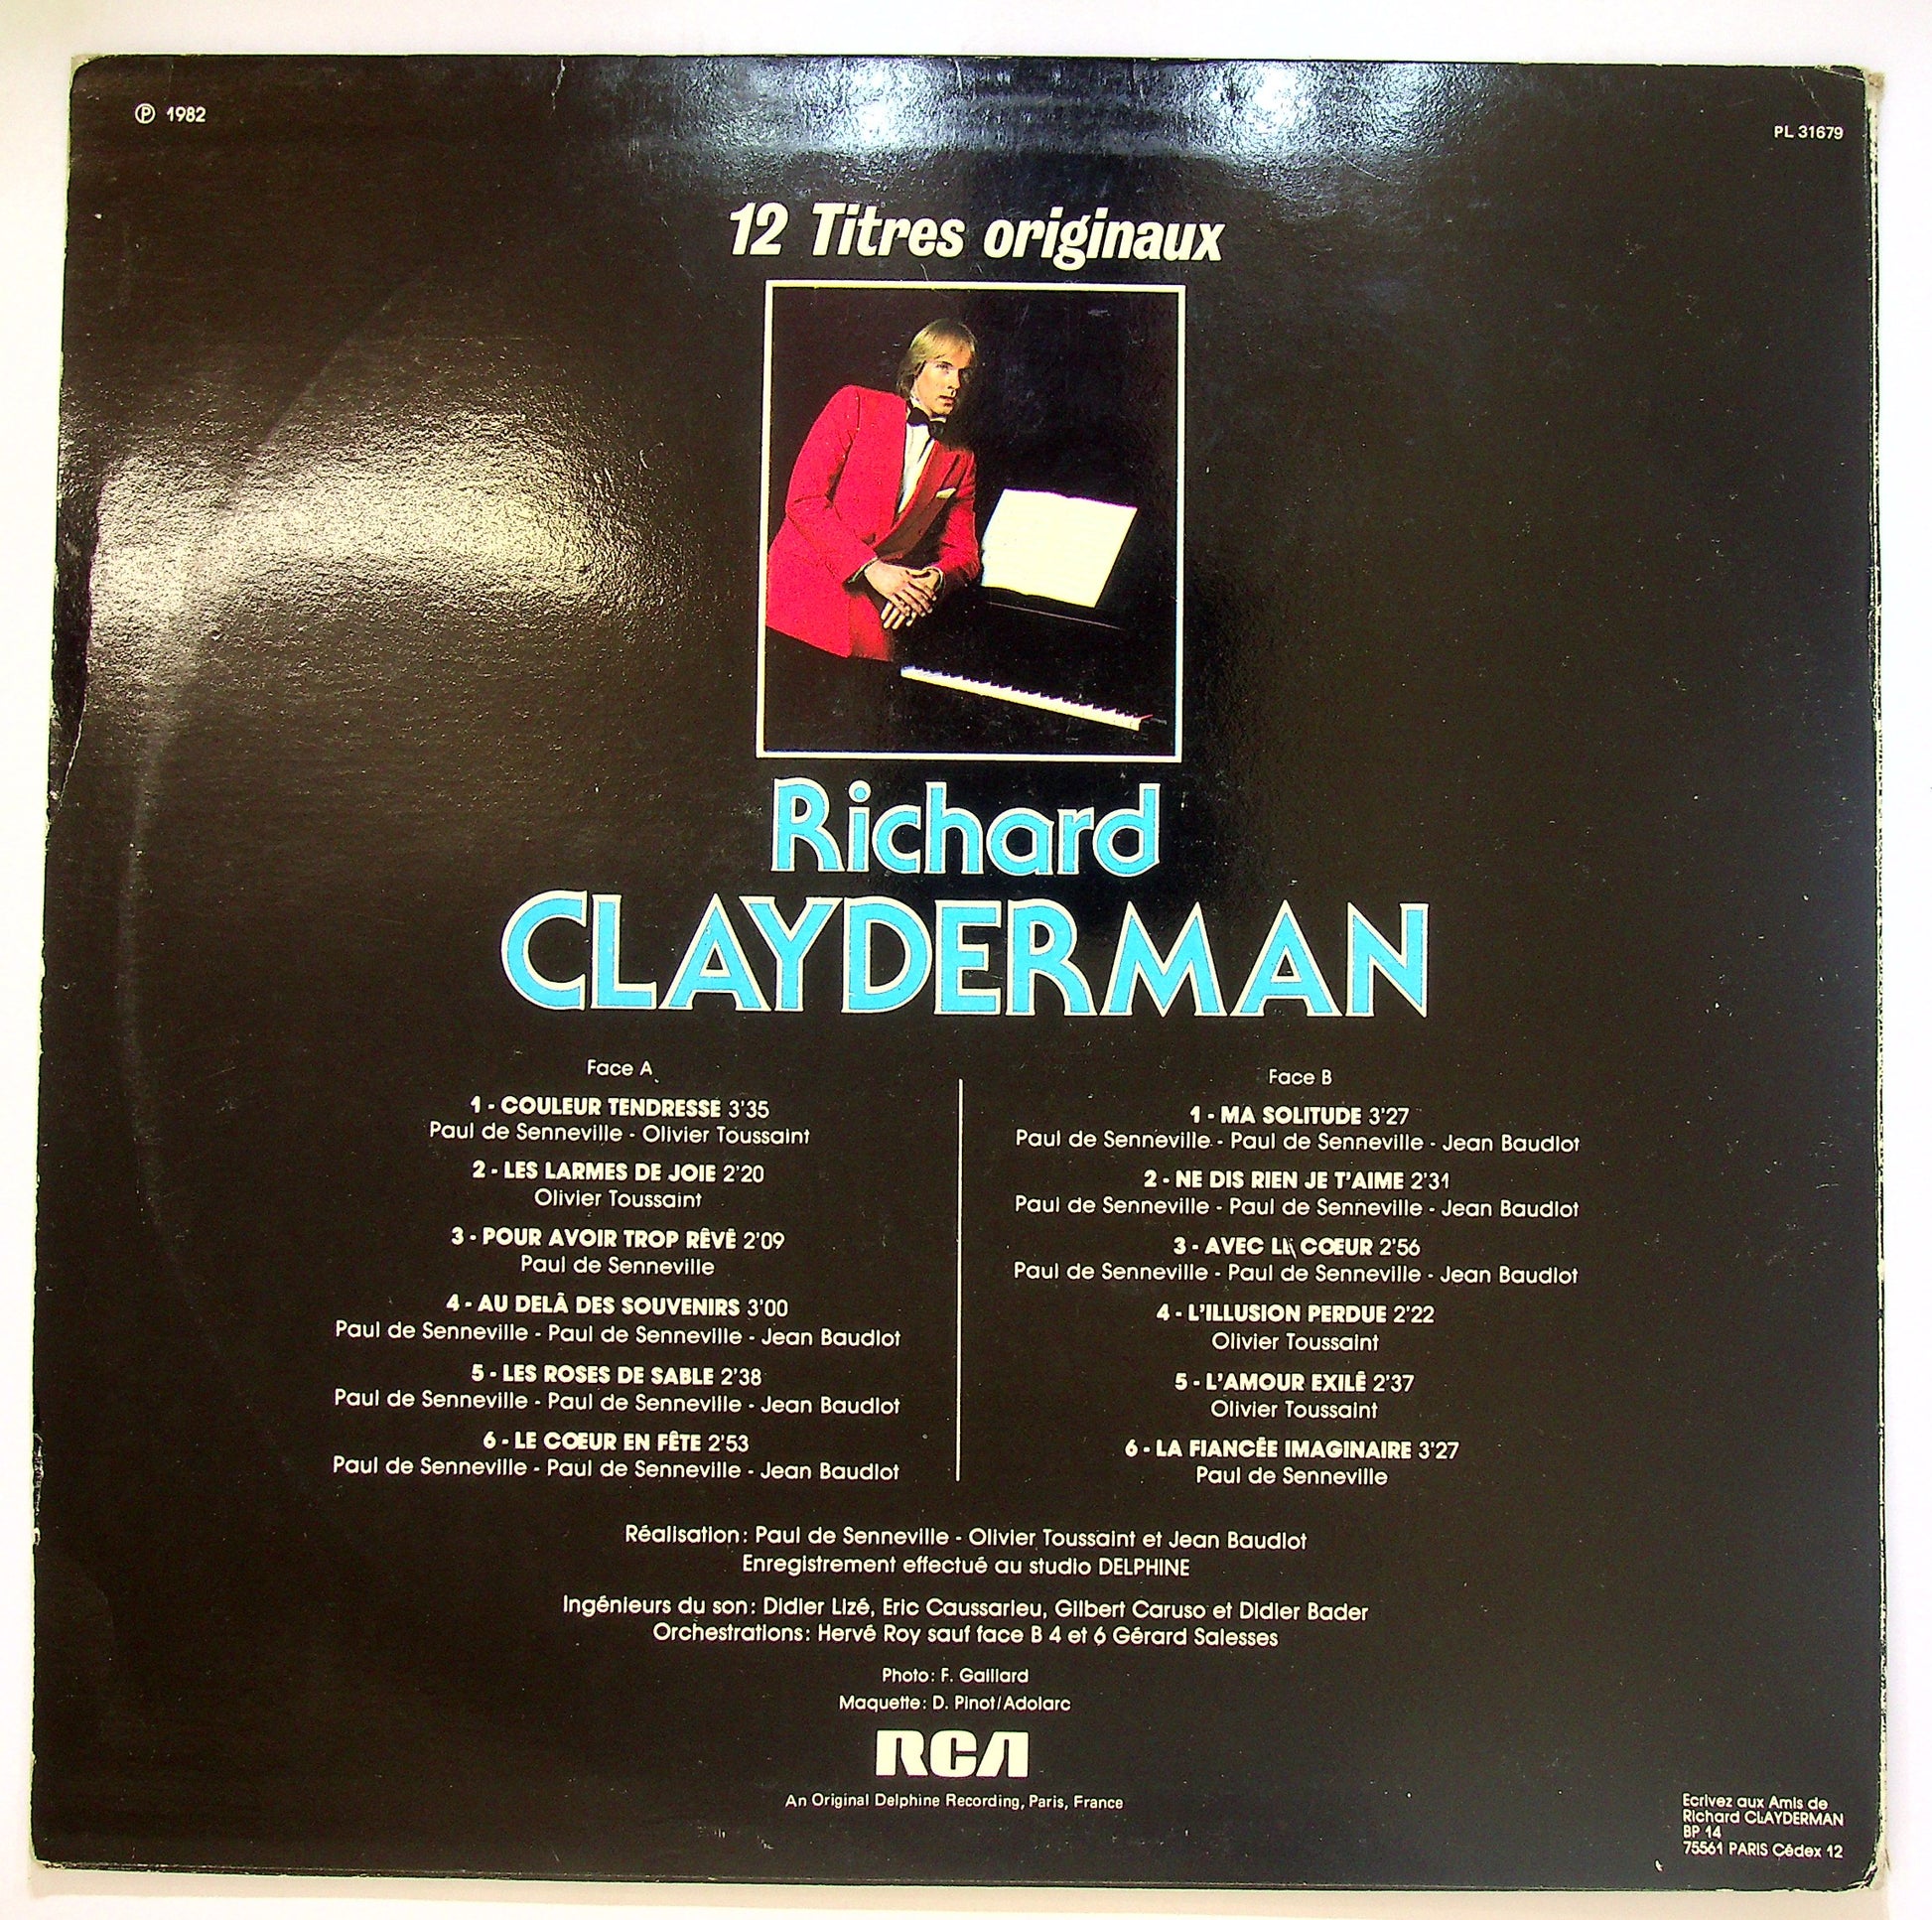 ℗ 1982
PL 31679
12 Titres originaux
Richard
CLAYDERMAN
Face A
1 - COULEUR TENDRESSE 3'35
Paul de Senneville - Olivier Toussaint
2 - LES LARMES DE JOIE 2'20
Olivier Toussaint
3 - POUR AVOIR TROP RÊVÉ 2'09
Paul de Senneville
4 - AU DELÀ DES SOUVENIRS 3'00
Paul de Senneville - Paul de Senneville - Jean Baudlot
5 - LES ROSES DE SABLE 2'38
Paul de Senneville - Paul de Senneville - Jean Baudlot
6 - LE CŒUR EN FÊTE 2'53
Paul de Senneville - Paul de Senneville - Jean Baudlot
Face B
1 - MA SOLITUDE 3'27
Paul de Senneville - Paul de Senneville - Jean Baudlot
2 - NE DIS RIEN JE T'AIME 2'31
Paul de Senneville - Paul de Senneville - Jean Baudlot
3 - AVEC CŒUR 2'56
Paul de Senneville - Paul de Senneville - Jean Baudlot
4 - L'ILLUSION PERDUE 2'22
Olivier Toussaint
5 - L'AMOUR EXILÉ 2'37
Olivier Toussaint
6 - LA FIANCÉE IMAGINAIRE 3'27
Paul de Senneville
Réalisation : Paul de Senneville - Olivier Toussaint et Jean Baudlot
Enregistrement effectué au studio DELPHINE
Ingénieurs du son : Didier Lizé, Eric Caussarieu, Gilbert Caruso et Didier Bader
Orchestrations : Hervé Roy sauf face B 4 et 6 Gérard Salesses
Photo : F. Gaillard
Maquette : D. Pinot/Adolarc
RCA
An Original Delphine Recording, Paris, France
Ecrivez aux Amis de
Richard CLAYDERMAN
BP 14
75561 PARIS Cédex 12